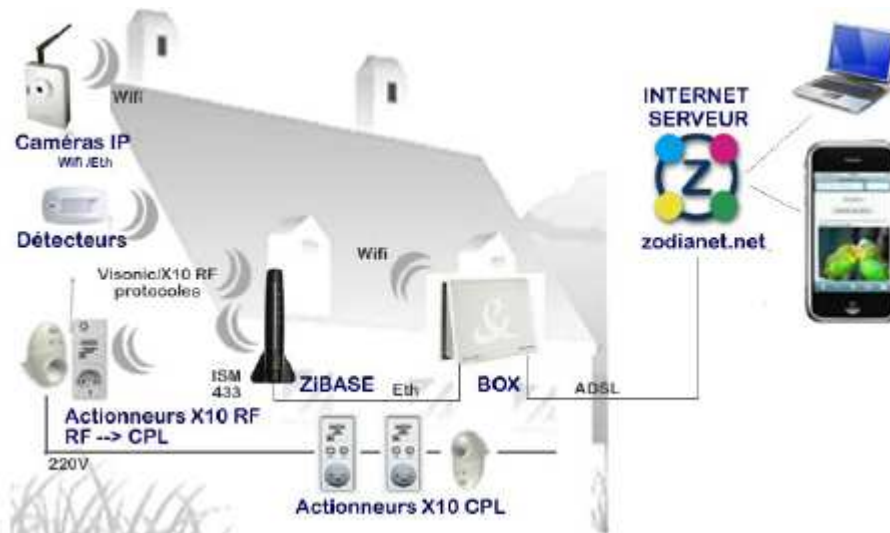 Wifi
Caméras IP
Wifi /Eth
Détecteurs
Visonic/X10 RF
protocoles
Wifi
INTERNET
SERVEUR
Z
zodianet.net
ISM
433
ZiBASE
Eth
BOX
ADSL
Actionneurs X10 RF
RF --> CPL
220V
Actionneurs X10 CPL